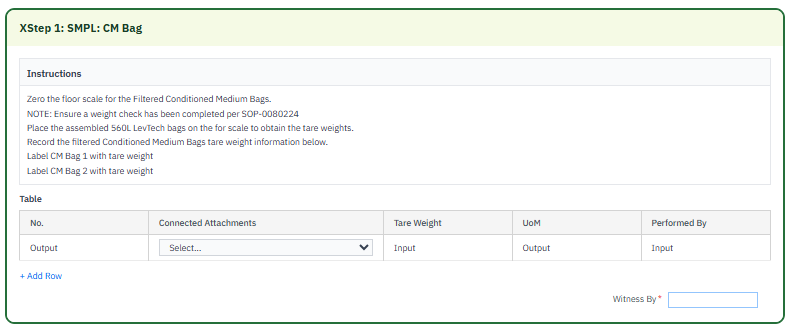 XStep 1: SMPL: CM Bag
Instructions
Zero the floor scale for the Filtered Conditioned Medium Bags.
NOTE: Ensure a weight check has been completed per SOP-0080224
Place the assembled 560L LevTech bags on the for scale to obtain the tare weights.
Record the filtered Conditioned Medium Bags tare weight information below.
Label CM Bag 1 with tare weight
Label CM Bag 2 with tare weight
Table
No. Connected Attachments Tare Weight UoM Performed By
Output Select... Input Output Input
+ Add Row
Witness By *